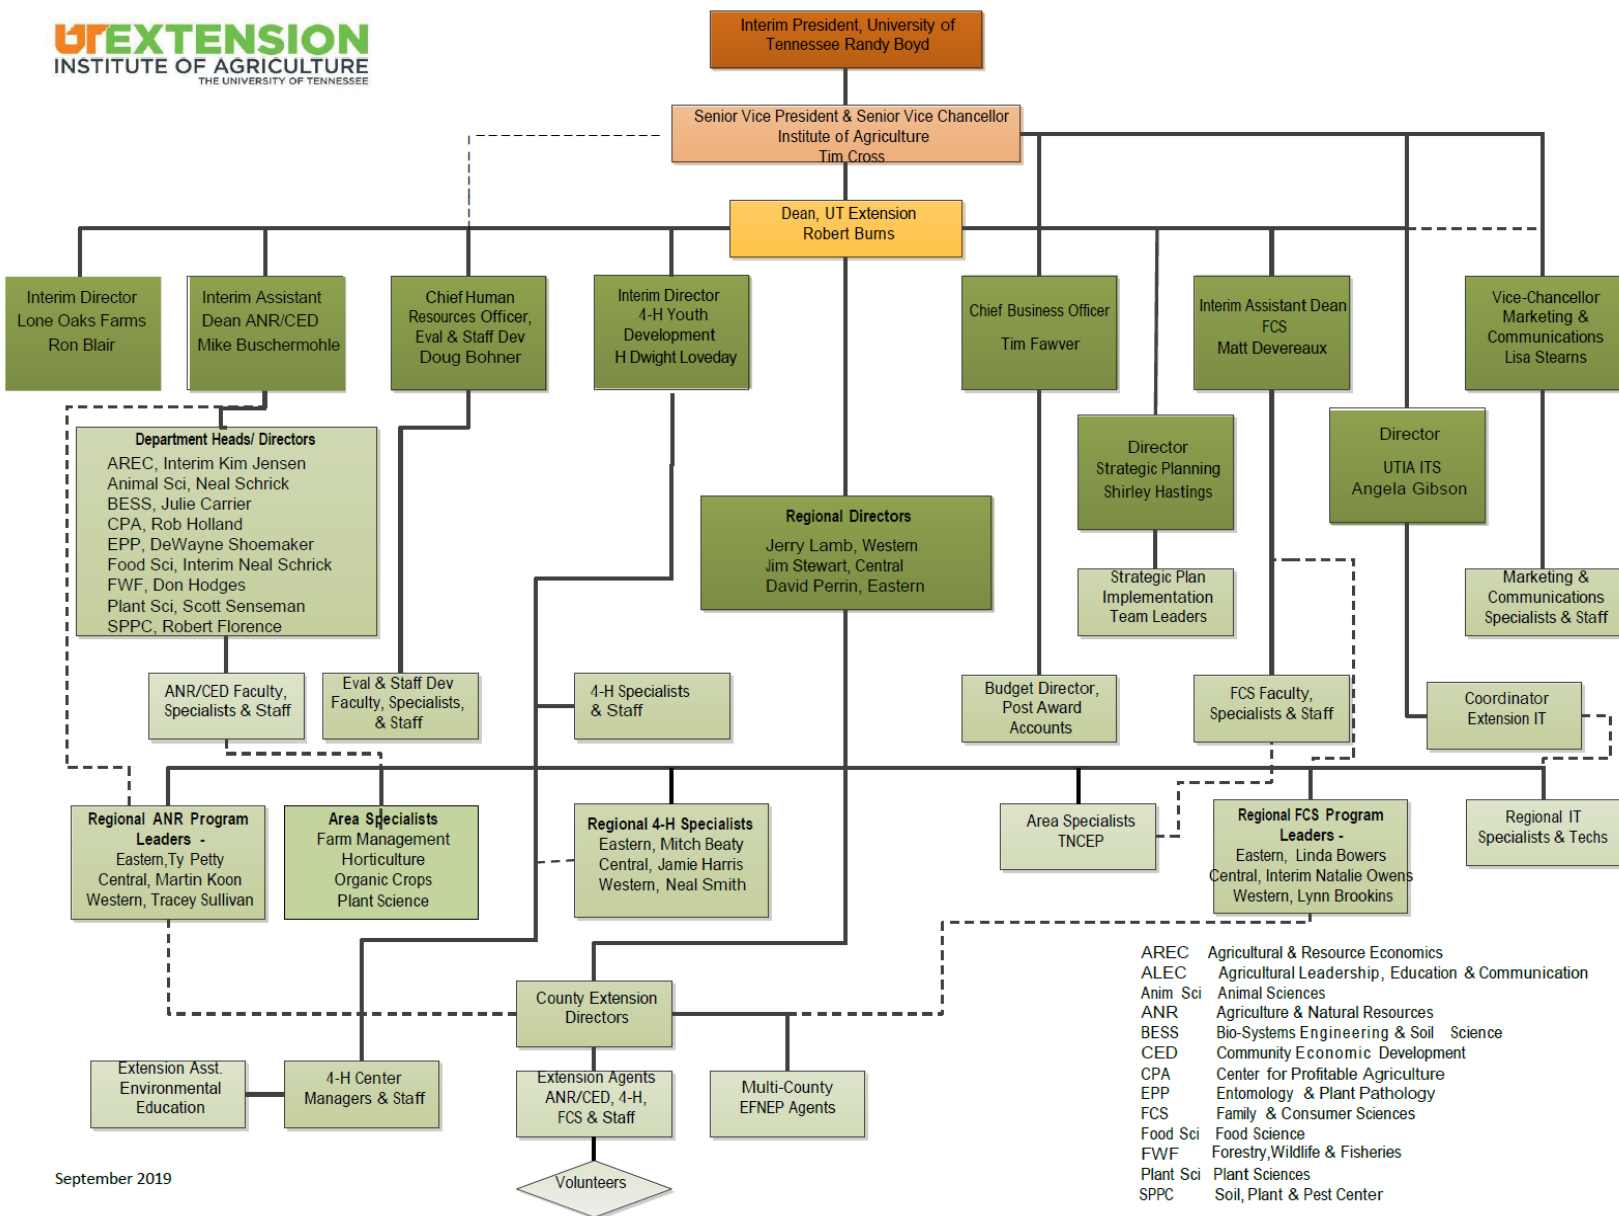 UT EXTENSION
INSTITUTE OF AGRICULTURE
THE UNIVERSITY OF TENNESSEE
Interim President, University of
Tennessee Randy Boyd
Senior Vice President & Senior Vice Chancellor
Institute of Agriculture
Tim Cross
Dean, UT Extension
Robert Burns
Interim Director
Lone Oaks Farms
Ron Blair
Interim Assistant
Dean ANR/CED
Mike Buschermohle
Chief Human
Resources Officer,
Eval & Staff Dev
Doug Bohner
Interim Director
4-H Youth
Development
H Dwight Loveday
Chief Business Officer
Tim Fawver
Interim Assistant Dean
FCS
Matt Devereaux
Vice-Chancellor
Marketing &
Communications
Lisa Stearns
Department Heads/ Directors
AREC, Interim Kim Jensen
Animal Sci, Neal Schrick
BESS, Julie Carrier
CPA, Rob Holland
EPP, DeWayne Shoemaker
Food Sci, Interim Neal Schrick
FWF, Don Hodges
Plant Sci, Scott Senseman
SPPC, Robert Florence
Regional Directors
Jerry Lamb, Western
Jim Stewart, Central
David Perrin, Eastern
Director
Strategic Planning
Shirley Hastings
Director
UTIA ITS
Angela Gibson
Strategic Plan
Implementation
Team Leaders
Marketing &
Communications
Specialists & Staff
ANR/CED Faculty,
Specialists & Staff
Eval & Staff Dev
Faculty, Specialists,
& Staff
4-H Specialists
& Staff
Budget Director,
Post Award
Accounts
FCS Faculty,
Specialists & Staff
Coordinator
Extension IT
Regional ANR Program
Leaders -
Eastern,Ty Petty
Central, Martin Koon
Western, Tracey Sullivan
Area Specialists
Farm Management
Horticulture
Organic Crops
Plant Science
Regional 4-H Specialists
Eastern, Mitch Beaty
Central, Jamie Harris
Western, Neal Smith
Area Specialists
TNCEP
Regional FCS Program
Leaders -
Eastern, Linda Bowers
Central, Interim Natalie Owens
Western, Lynn Brookins
Regional IT
Specialists & Techs
County Extension
Directors
Extension Asst.
Environmental
Education
4-H Center
Managers & Staff
Extension Agents
ANR/CED, 4-H,
FCS & Staff
Multi-County
EFNEP Agents
Volunteers
AREC Agricultural & Resource Economics
ALEC Agricultural Leadership, Education & Communication
Anim Sci Animal Sciences
ANR Agriculture & Natural Resources
BESS Bio-Systems Engineering & Soil Science
CED Community Economic Development
CPA Center for Profitable Agriculture
EPP Entomology & Plant Pathology
FCS Family & Consumer Sciences
Food Sci Food Science
FWF Forestry,Wildlife & Fisheries
Plant Sci Plant Sciences
SPPC Soil, Plant & Pest Center
September 2019